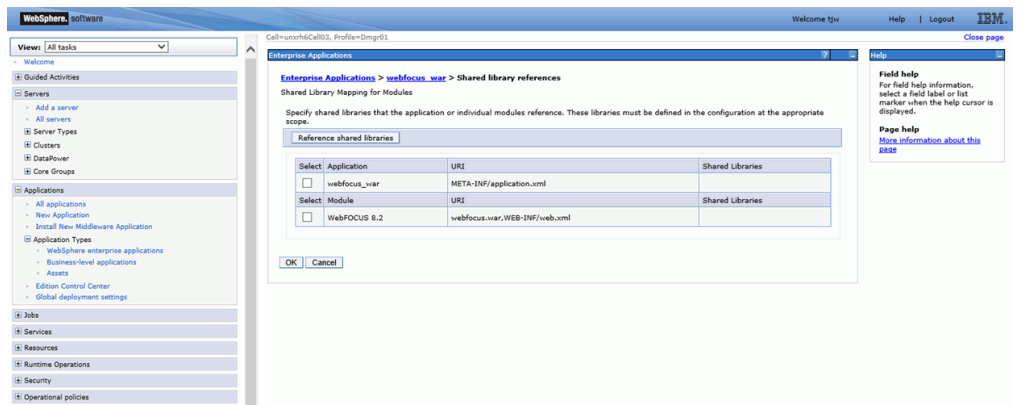 WebSphere. software
Welcome tjw
Help | Logout
IBM.
View: All tasks
Welcome
Guided Activities
Servers
Add a server
All servers
Server Types
Clusters
DataPower
Core Groups
Applications
All applications
New Application
Install New Middleware Application
Application Types
WebSphere enterprise applications
Business-level applications
Assets
Edition Control Center
Global deployment settings
Jobs
Services
Resources
Runtime Operations
Security
Operational policies
Cell=unxrh6Cell03, Profile=Dmgr01
Close page
Enterprise Applications
?
Enterprise Applications > webfocus_war > Shared library references
Shared Library Mapping for Modules
Specify shared libraries that the application or individual modules reference. These libraries must be defined in the configuration at the appropriate
scope.
Reference shared libraries
Select Application URI Shared Libraries
webfocus_war META-INF/application.xml
Select Module URI Shared Libraries
WebFOCUS 8.2 webfocus.war,WEB-INF/web.xml
OK Cancel
Help
Field help
For field help information,
select a field label or list
marker when the help cursor is
displayed.
Page help
More information about this
page